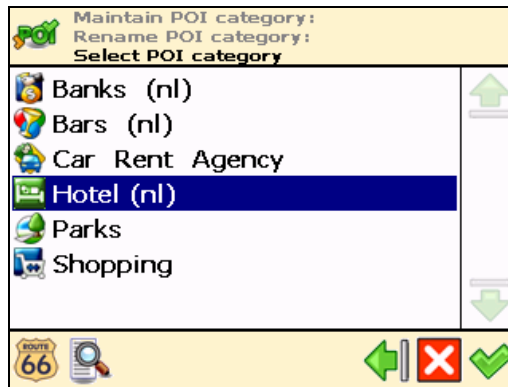 POI
Maintain POI category:
Rename POI category:
Select POI category
Banks (nl)
Bars (nl)
Car Rent Agency
Hotel (nl)
Parks
Shopping
ROUTE
66